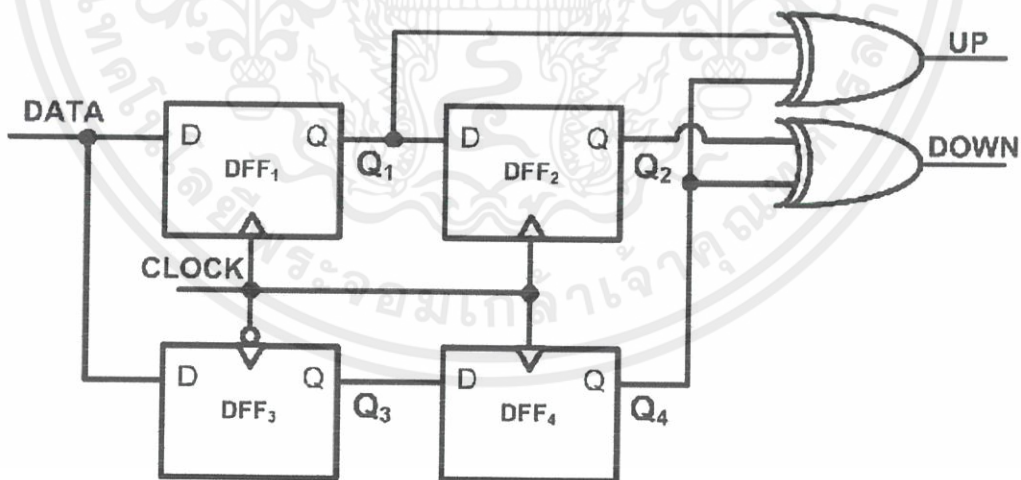 UP
DATA
D Q
DFF₁
Q₁
D Q
DFF₂
Q₂
DOWN
CLOCK
D Q
DFF₃
Q₃
D Q
DFF₄
Q₄